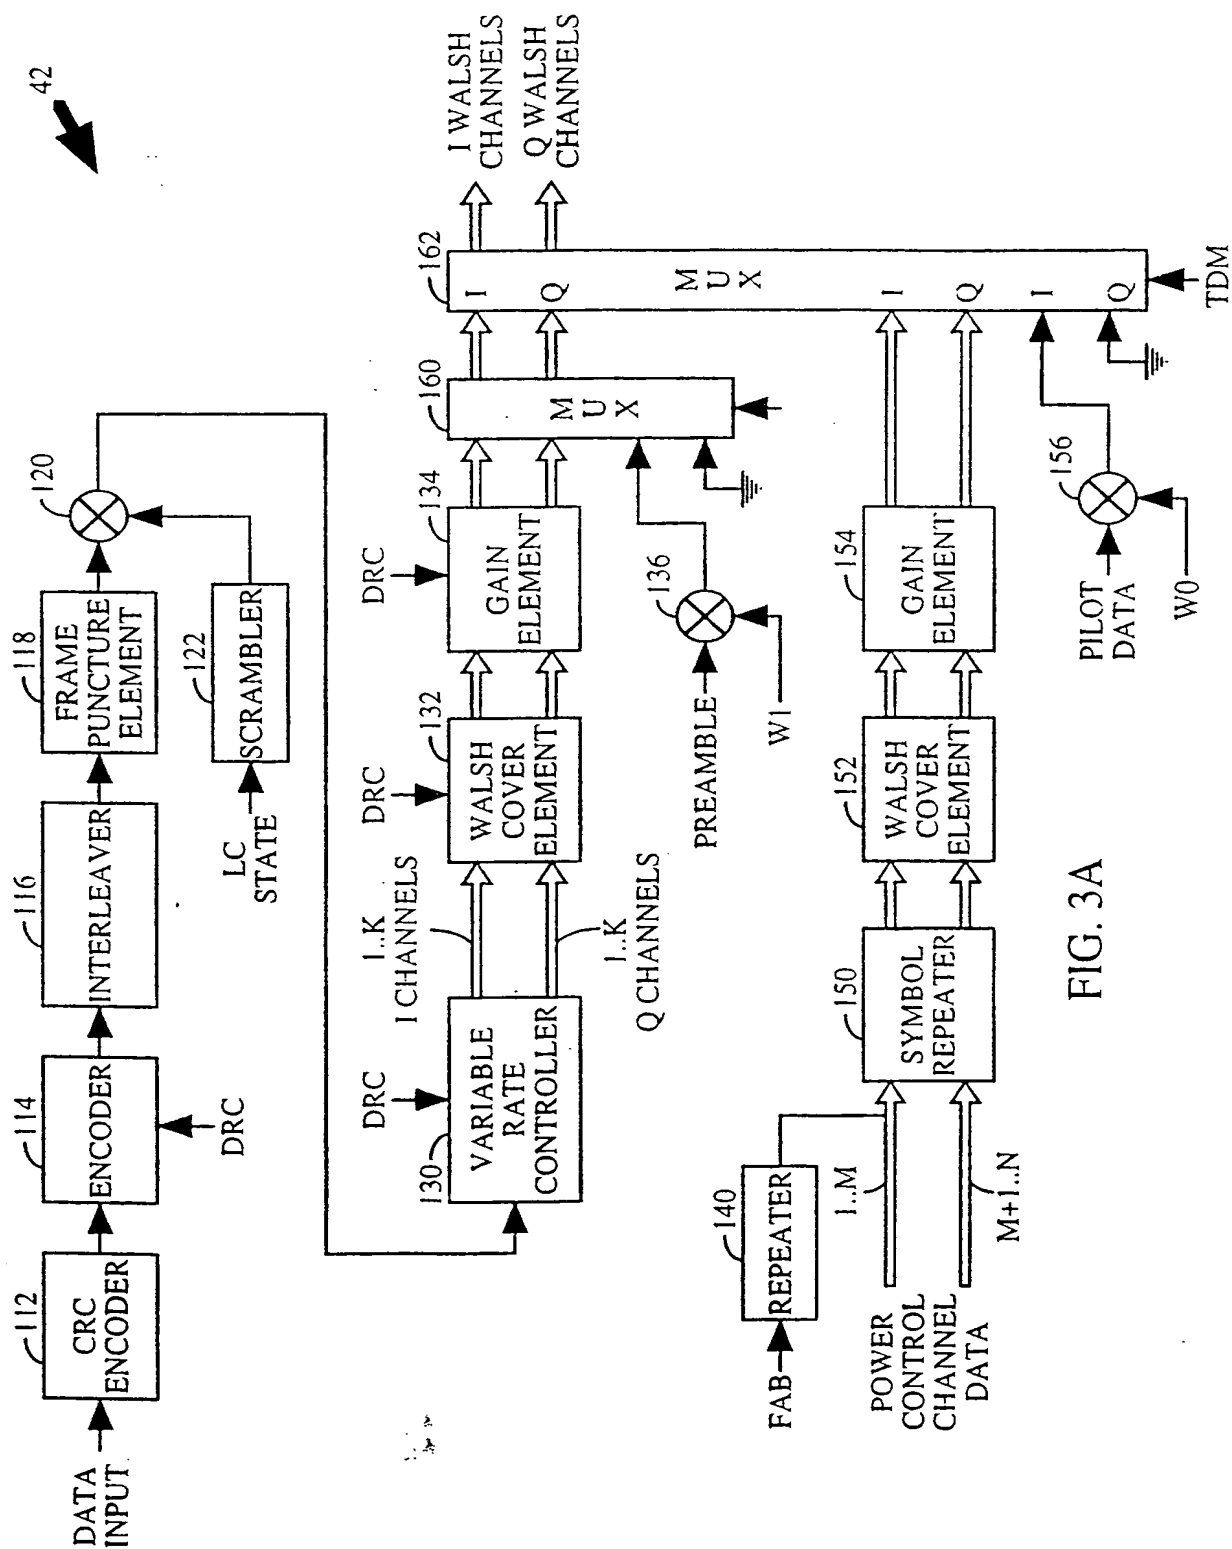 42
DATA
INPUT
112
CRC
ENCODER
114
ENCODER
DRC
116
INTERLEAVER
118
FRAME
PUNCTURE
ELEMENT
120
LC
STATE
122
SCRAMBLER
DRC
130
VARIABLE
RATE
CONTROLLER
1..K
I CHANNELS
1..K
Q CHANNELS
DRC
132
WALSH
COVER
ELEMENT
DRC
134
GAIN
ELEMENT
PREAMBLE
136
W1
160
MUX
162
I
Q
MUX
I
Q
I
Q
TDM
I WALSH
CHANNELS
Q WALSH
CHANNELS
FAB
140
REPEATER
POWER
CONTROL
CHANNEL
DATA
1..M
M+1..N
150
SYMBOL
REPEATER
152
WALSH
COVER
ELEMENT
154
GAIN
ELEMENT
PILOT
DATA
156
W0
FIG. 3A